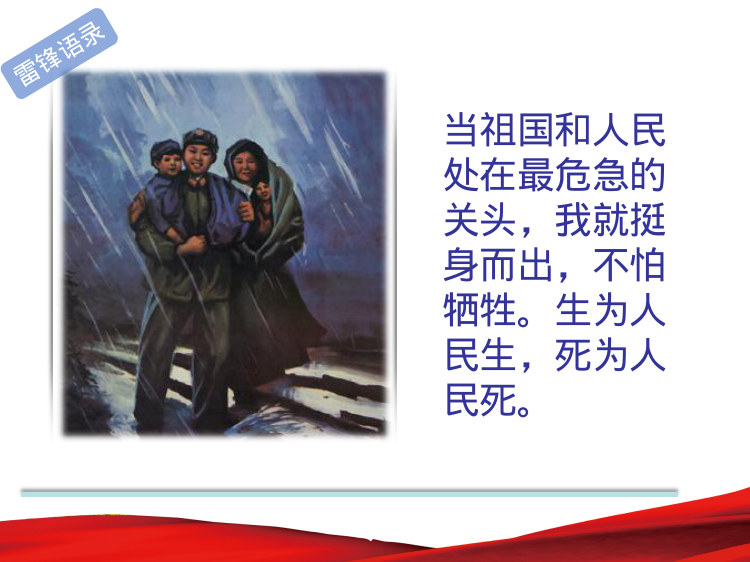 雷锋语录
当祖国和人民
处在最危急的
关头，我就挺
身而出，不怕
牺牲。生为人
民生，死为人
民死。